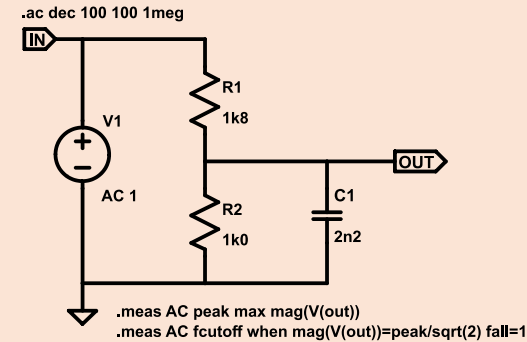 .ac dec 100 100 1meg
IN
R1
1k8
V1
OUT
AC 1
R2
1k0
C1
2n2
.meas AC peak max mag(V(out))
.meas AC fcutoff when mag(V(out))=peak/sqrt(2) fall=1